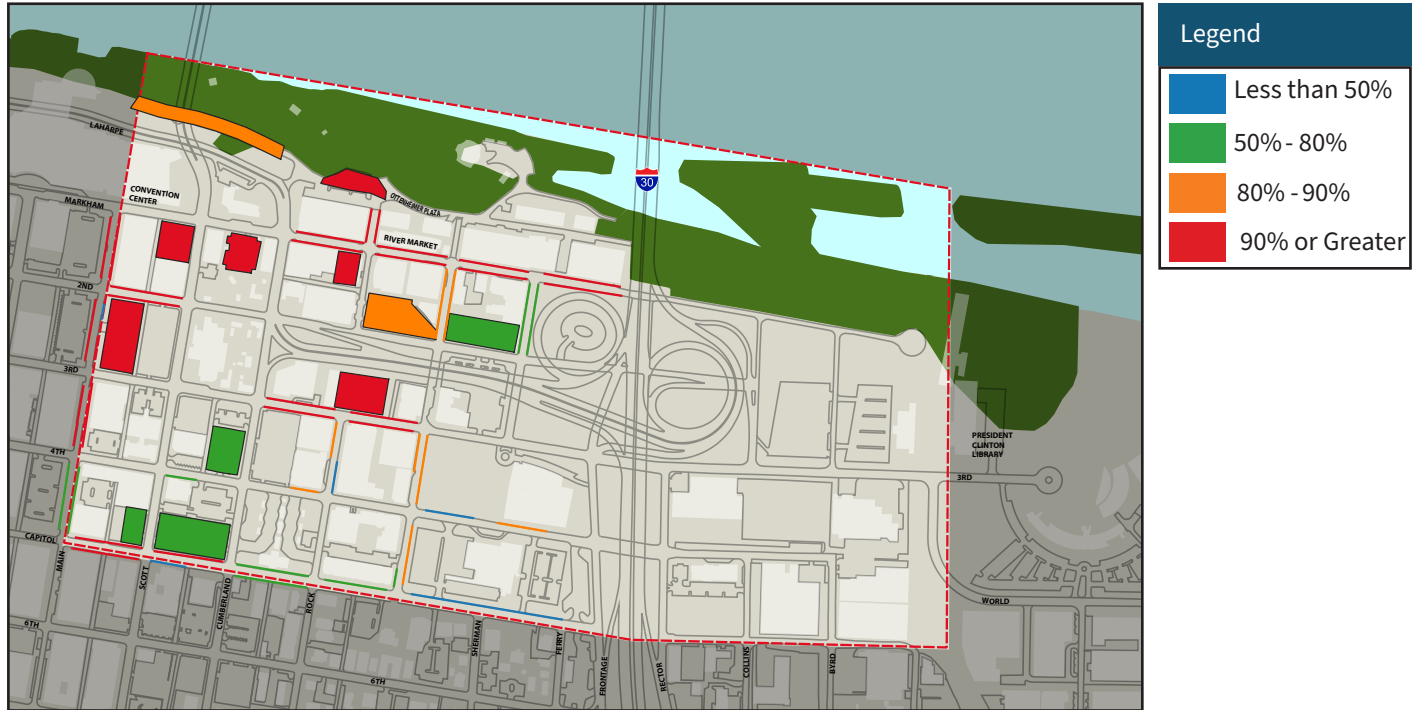 Legend
Less than 50%
50% - 80%
80% - 90%
90% or Greater
LAHARPE
30
CONVENTION
CENTER
MARKHAM
OTTENHEIMER PLAZA
RIVER MARKET
2ND
3RD
4TH
PRESIDENT
CLINTON
LIBRARY
3RD
CAPITOL
MAIN
SCOTT
CUMBERLAND
ROCK
SHERMAN
FERRY
FRONTAGE
RECTOR
COLLINS
BYRD
WORLD
6TH
6TH